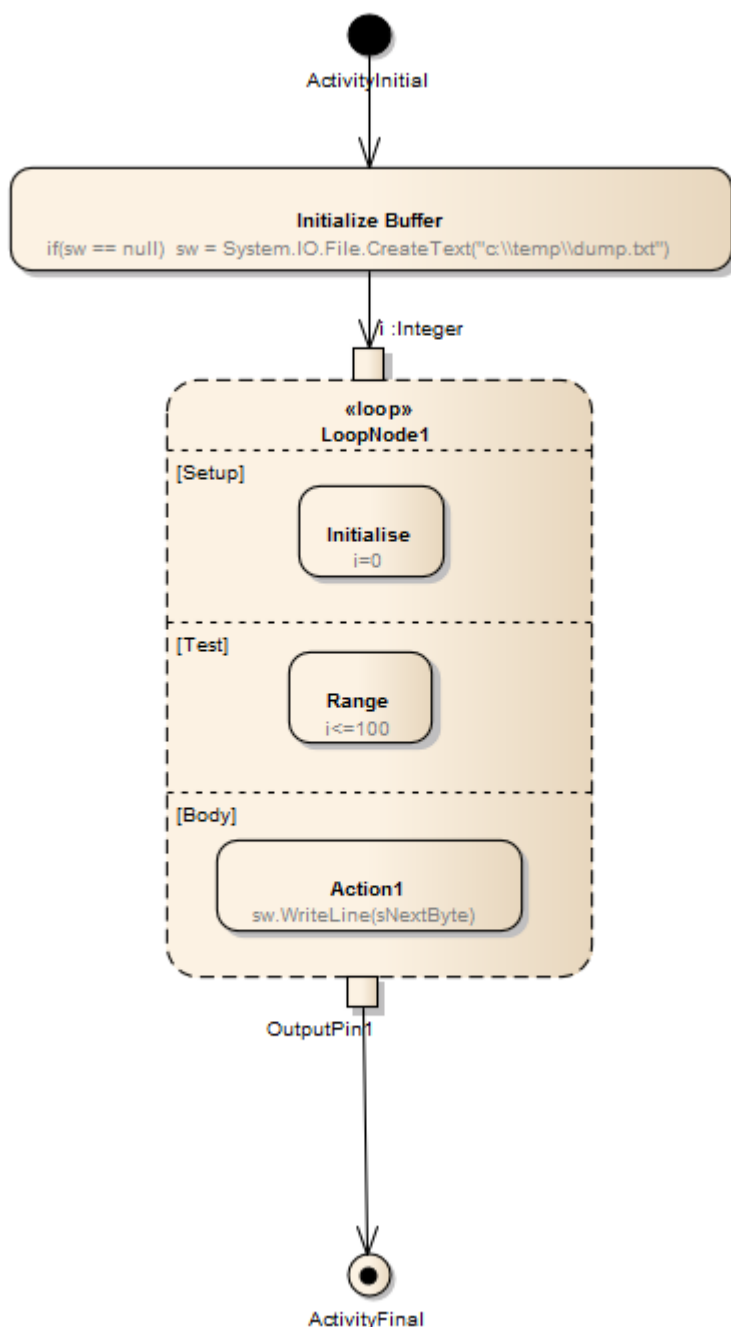 ActivityInitial
Initialize Buffer
if(sw == null)  sw = System.IO.File.CreateText("c:\\temp\\dump.txt")
i :Integer
«loop»
LoopNode1
[Setup]
Initialise
i=0
[Test]
Range
i<=100
[Body]
Action1
sw.WriteLine(sNextByte)
OutputPin1
ActivityFinal